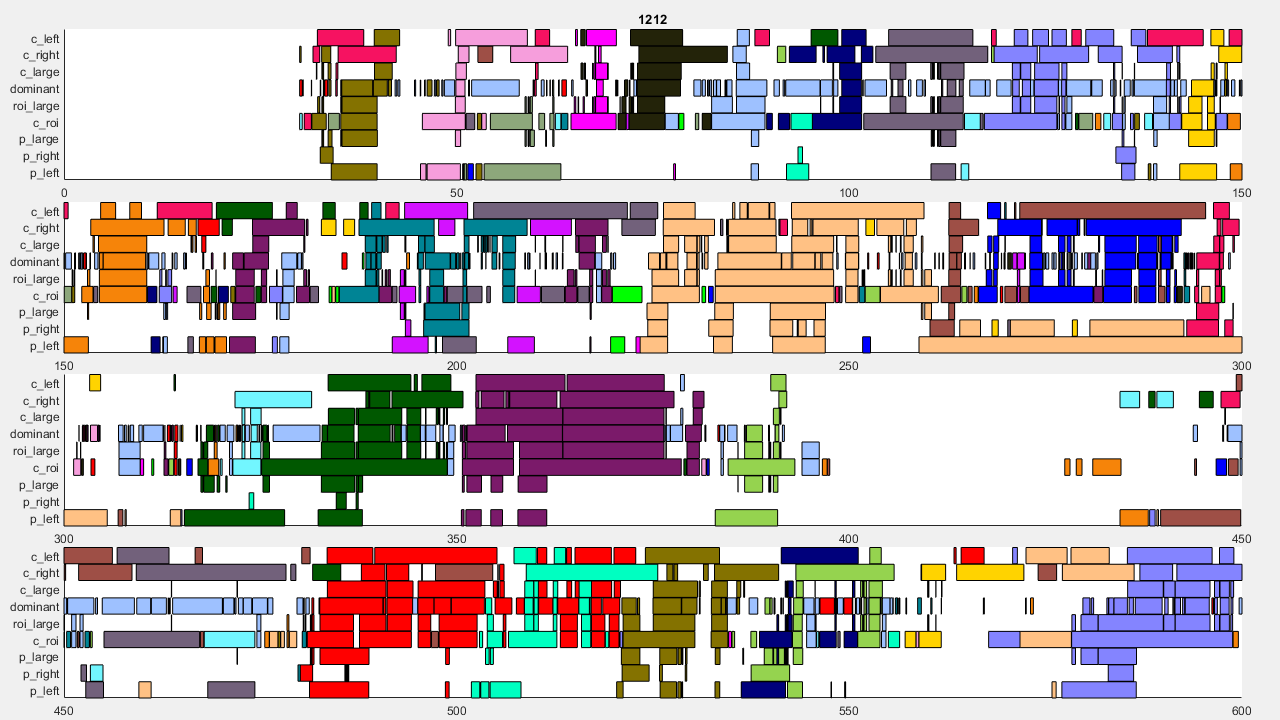 1212
c_left
c_right
c_large
dominant
roi_large
c_roi
p_large
p_right
p_left
0 50 100 150
c_left
c_right
c_large
dominant
roi_large
c_roi
p_large
p_right
p_left
150 200 250 300
c_left
c_right
c_large
dominant
roi_large
c_roi
p_large
p_right
p_left
300 350 400 450
c_left
c_right
c_large
dominant
roi_large
c_roi
p_large
p_right
p_left
450 500 550 600